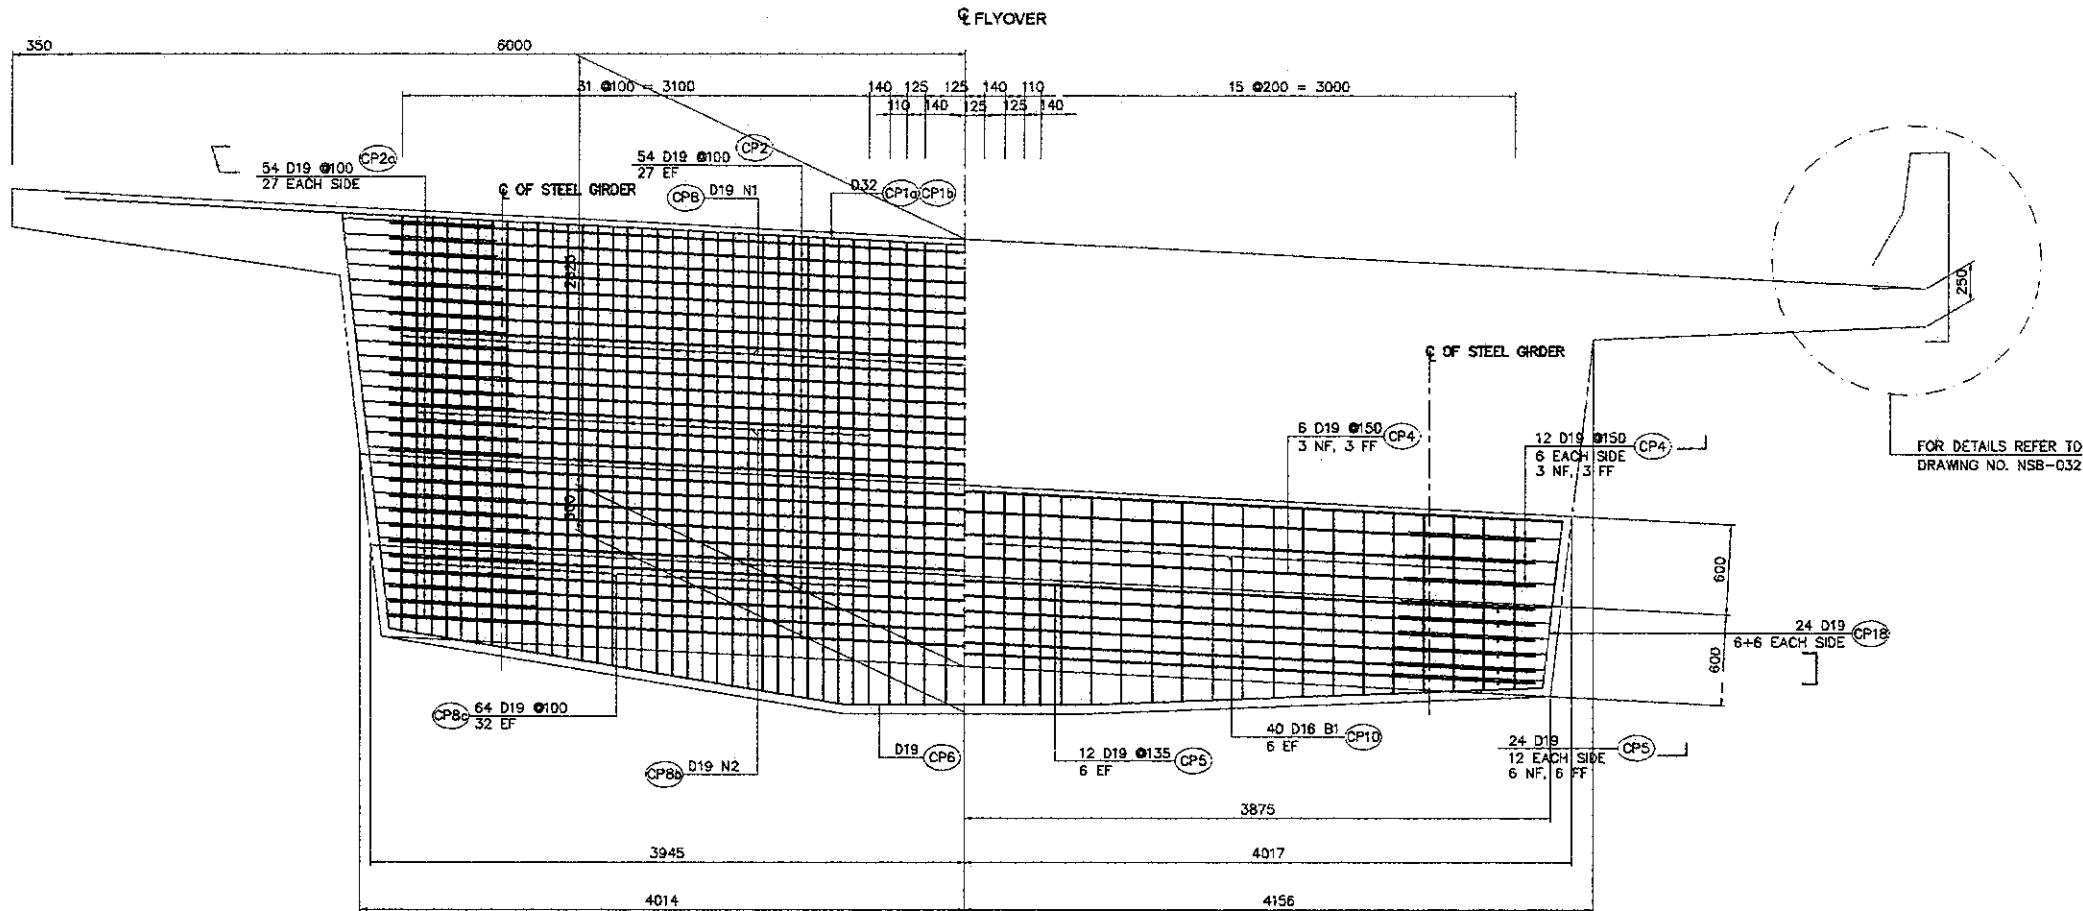 ℄ FLYOVER
350
6000
31 @100 = 3100
140 125 125 140 110
15 @200 = 3000
110 140 125 125 140
54 D19 @100 CP2a
27 EACH SIDE
54 D19 @100 CP2
27 EF
℄ OF STEEL GIRDER
CP8 D19 N1
D32 CP1a CP1b
250
℄ OF STEEL GIRDER
6 D19 @150 CP4
3 NF, 3 FF
12 D19 @150 CP4
6 EACH SIDE
3 NF, 3 FF
FOR DETAILS REFER TO
DRAWING NO. NSB-032
600
24 D19 CP18
6+6 EACH SIDE
600
CP8c 64 D19 @100
32 EF
CP8b D19 N2
D19 CP6
12 D19 @135 CP5
6 EF
40 D16 B1 CP10
6 EF
24 D19 CP5
12 EACH SIDE
6 NF, 6 FF
3875
3945
4017
4014
4156